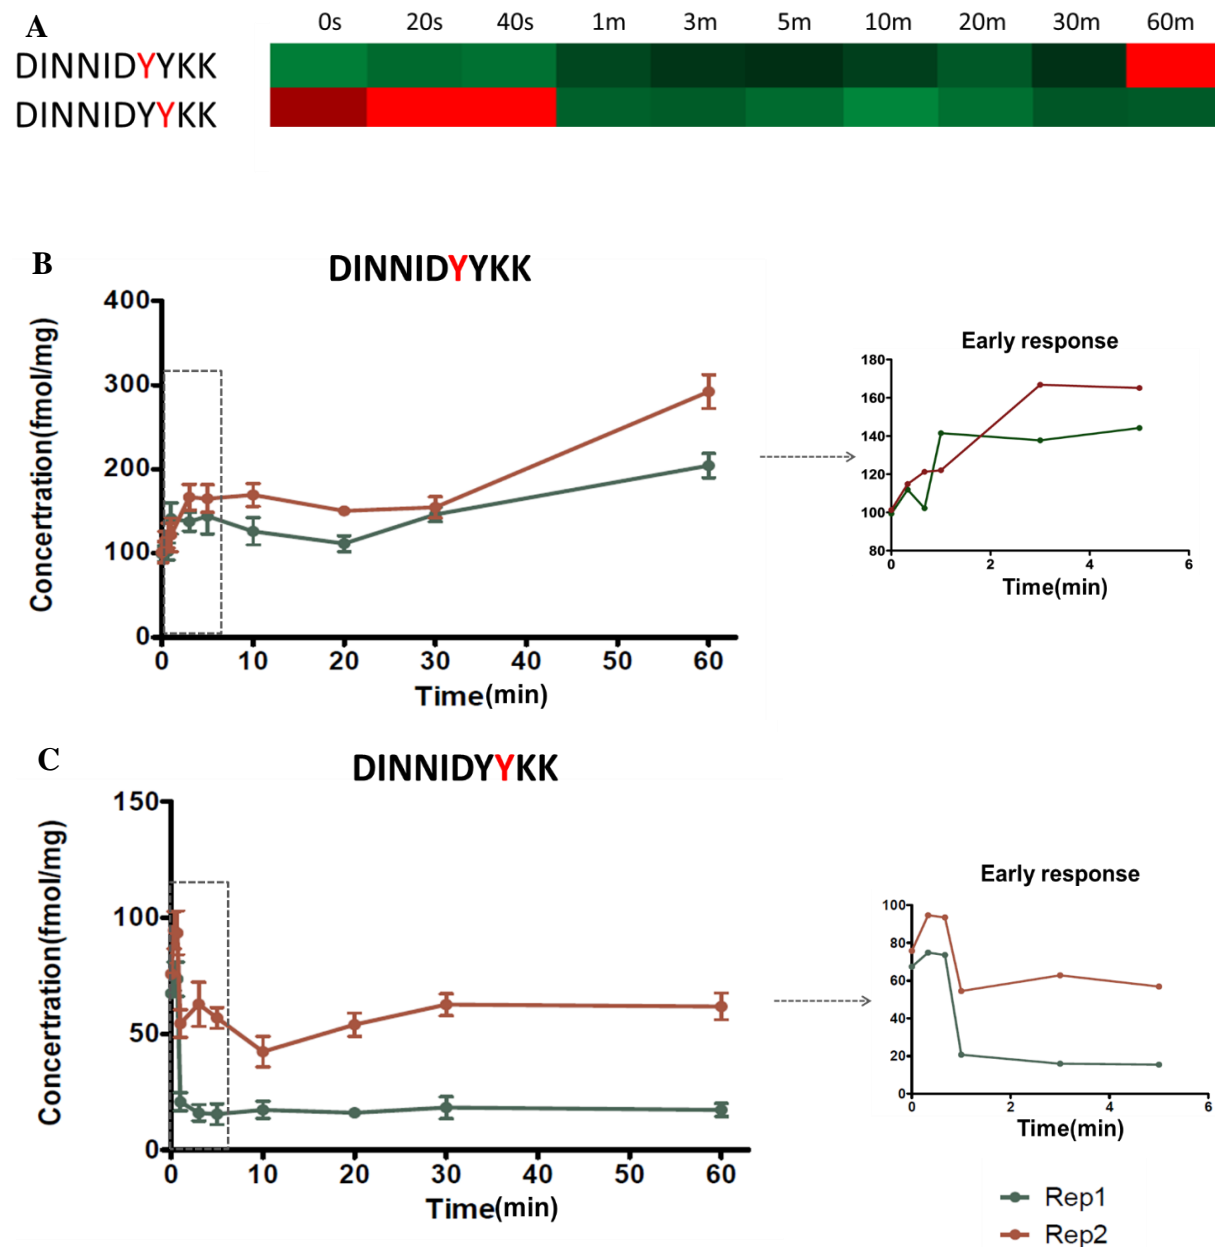 A
0s 20s 40s 1m 3m 5m 10m 20m 30m 60m
DINNIDYYKK
DINNIDYYKK
B
DINNIDYYKK
400
300
200
100
0
Concertration(fmol/mg)
0 10 20 30 40 50 60
Time(min)
Early response
180
160
140
120
100
80
0 2 4 6
Time(min)
C
DINNIDYYKK
150
100
50
0
Concertration(fmol/mg)
0 10 20 30 40 50 60
Time(min)
Early response
100
80
60
40
20
0
0 2 4 6
Time(min)
Rep1
Rep2